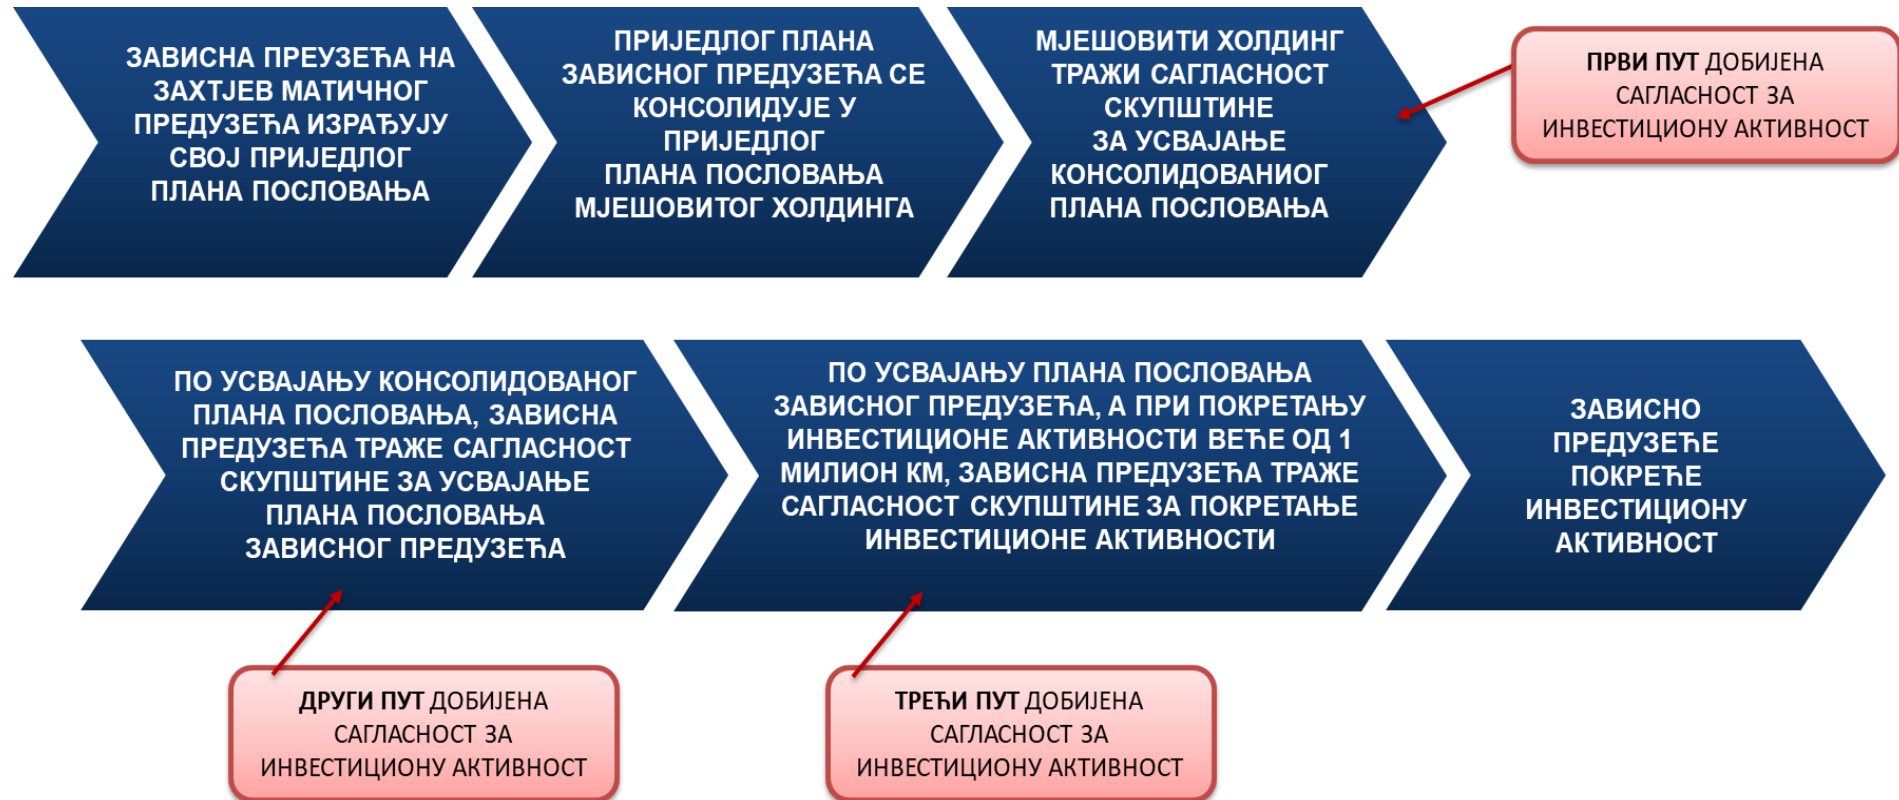 ЗАВИСНА ПРЕУЗЕЋА НА
ЗАХТЈЕВ МАТИЧНОГ
ПРЕДУЗЕЋА ИЗРАЂУЈУ
СВОЈ ПРИЈЕДЛОГ
ПЛАНА ПОСЛОВАЊА
ПРИЈЕДЛОГ ПЛАНА
ЗАВИСНОГ ПРЕДУЗЕЋА СЕ
КОНСОЛИДУЈЕ У
ПРИЈЕДЛОГ
ПЛАНА ПОСЛОВАЊА
МЈЕШОВИТОГ ХОЛДИНГА
МЈЕШОВИТИ ХОЛДИНГ
ТРАЖИ САГЛАСНОСТ
СКУПШТИНЕ
ЗА УСВАЈАЊЕ
КОНСОЛИДОВАНИОГ
ПЛАНА ПОСЛОВАЊА
ПРВИ ПУТ ДОБИЈЕНА
САГЛАСНОСТ ЗА
ИНВЕСТИЦИОНУ АКТИВНОСТ
ПО УСВАЈАЊУ КОНСОЛИДОВАНОГ
ПЛАНА ПОСЛОВАЊА, ЗАВИСНА
ПРЕДУЗЕЋА ТРАЖЕ САГЛАСНОСТ
СКУПШТИНЕ ЗА УСВАЈАЊЕ
ПЛАНА ПОСЛОВАЊА
ЗАВИСНОГ ПРЕДУЗЕЋА
ПО УСВАЈАЊУ ПЛАНА ПОСЛОВАЊА
ЗАВИСНОГ ПРЕДУЗЕЋА, А ПРИ ПОКРЕТАЊУ
ИНВЕСТИЦИОНЕ АКТИВНОСТИ ВЕЋЕ ОД 1
МИЛИОН КМ, ЗАВИСНА ПРЕДУЗЕЋА ТРАЖЕ
САГЛАСНОСТ СКУПШТИНЕ ЗА ПОКРЕТАЊЕ
ИНВЕСТИЦИОНЕ АКТИВНОСТИ
ЗАВИСНО
ПРЕДУЗЕЋЕ
ПОКРЕЋЕ
ИНВЕСТИЦИОНУ
АКТИВНОСТ
ДРУГИ ПУТ ДОБИЈЕНА
САГЛАСНОСТ ЗА
ИНВЕСТИЦИОНУ АКТИВНОСТ
ТРЕЋИ ПУТ ДОБИЈЕНА
САГЛАСНОСТ ЗА
ИНВЕСТИЦИОНУ АКТИВНОСТ